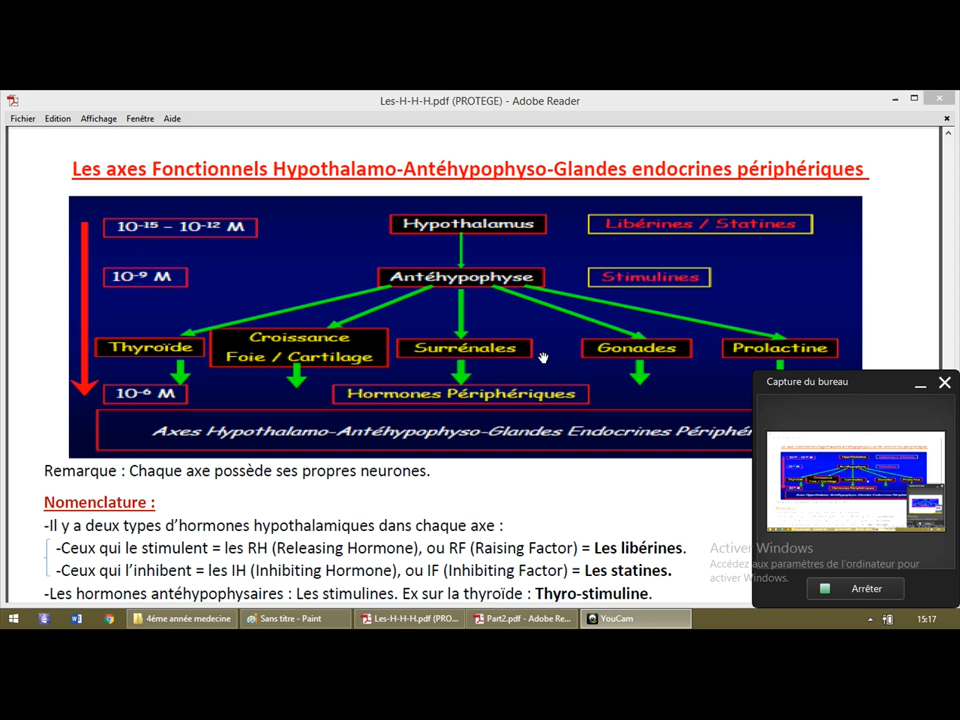 Les-H-H-H.pdf (PROTEGE) - Adobe Reader
Fichier Edition Affichage Fenêtre Aide
Les axes Fonctionnels Hypothalamo-Antéhypophyso-Glandes endocrines périphériques
10-15 – 10-12 M Hypothalamus Libérines / Statines
10-9 M Antéhypophyse Stimulines
Thyroïde Croissance Foie / Cartilage Surrénales Gonades Prolactine
10-6 M Hormones Périphériques
Axes Hypothalamo-Antéhypophyso-Glandes Endocrines Périphé
Remarque : Chaque axe possède ses propres neurones.
Nomenclature :
-Il y a deux types d’hormones hypothalamiques dans chaque axe :
-Ceux qui le stimulent = les RH (Releasing Hormone), ou RF (Raising Factor) = Les libérines.
-Ceux qui l’inhibent = les IH (Inhibiting Hormone), ou IF (Inhibiting Factor) = Les statines.
-Les hormones antéhypophysaires : Les stimulines. Ex sur la thyroïde : Thyro-stimuline.
Capture du bureau
Activer Windows
Accédez aux paramètres de l'ordinateur pour
activer Windows.
Arrêter
4éme année medecine Sans titre - Paint Les-H-H-H.pdf (PRO... Part2.pdf - Adobe Re... YouCam 15:17